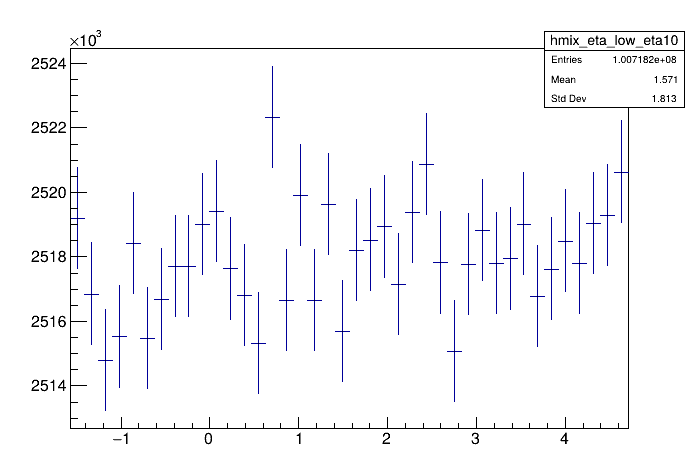 ×10³
hmix_eta_low_eta10
Entries 1.007182e+08
Mean 1.571
Std Dev 1.813
2524
2522
2520
2518
2516
2514
−1 0 1 2 3 4